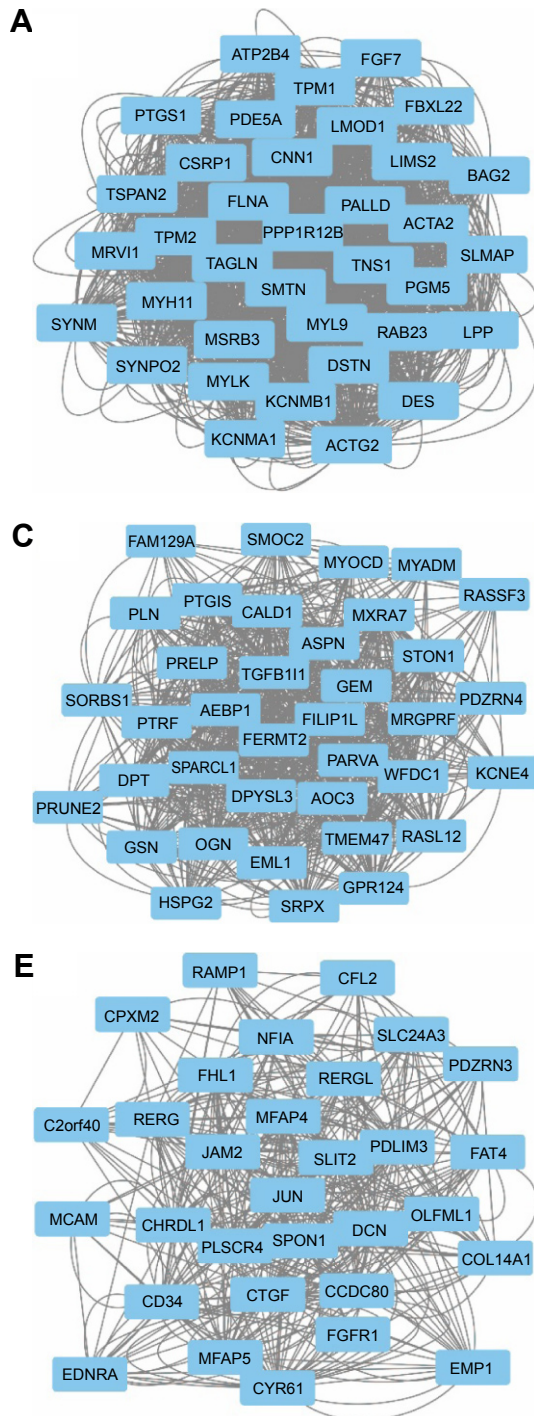 A
ATP2B4
FGF7
TPM1
FBXL22
PTGS1
PDE5A
LMOD1
CNN1
LIMS2
CSRP1
BAG2
TSPAN2
FLNA
PALLD
ACTA2
PPP1R12B
TPM2
MRVI1
SLMAP
TAGLN
TNS1
SMTN
PGM5
MYH11
SYNM
MYL9
RAB23
LPP
MSRB3
SYNPO2
DSTN
MYLK
KCNMB1
DES
KCNMA1
ACTG2
C
FAM129A
SMOC2
MYOCD
MYADM
RASSF3
PTGIS
PLN
CALD1
MXRA7
ASPN
PRELP
STON1
TGFB1I1
GEM
SORBS1
PDZRN4
AEBP1
PTRF
FILIP1L
MRGPRF
FERMT2
SPARCL1
PARVA
DPT
WFDC1
KCNE4
DPYSL3
AOC3
PRUNE2
GSN
OGN
TMEM47
RASL12
EML1
GPR124
HSPG2
SRPX
E
RAMP1
CFL2
CPXM2
NFIA
SLC24A3
PDZRN3
FHL1
RERGL
C2orf40
RERG
MFAP4
JAM2
SLIT2
PDLIM3
FAT4
JUN
MCAM
CHRDL1
OLFML1
DCN
PLSCR4
SPON1
COL14A1
CD34
CTGF
CCDC80
FGFR1
MFAP5
EDNRA
EMP1
CYR61